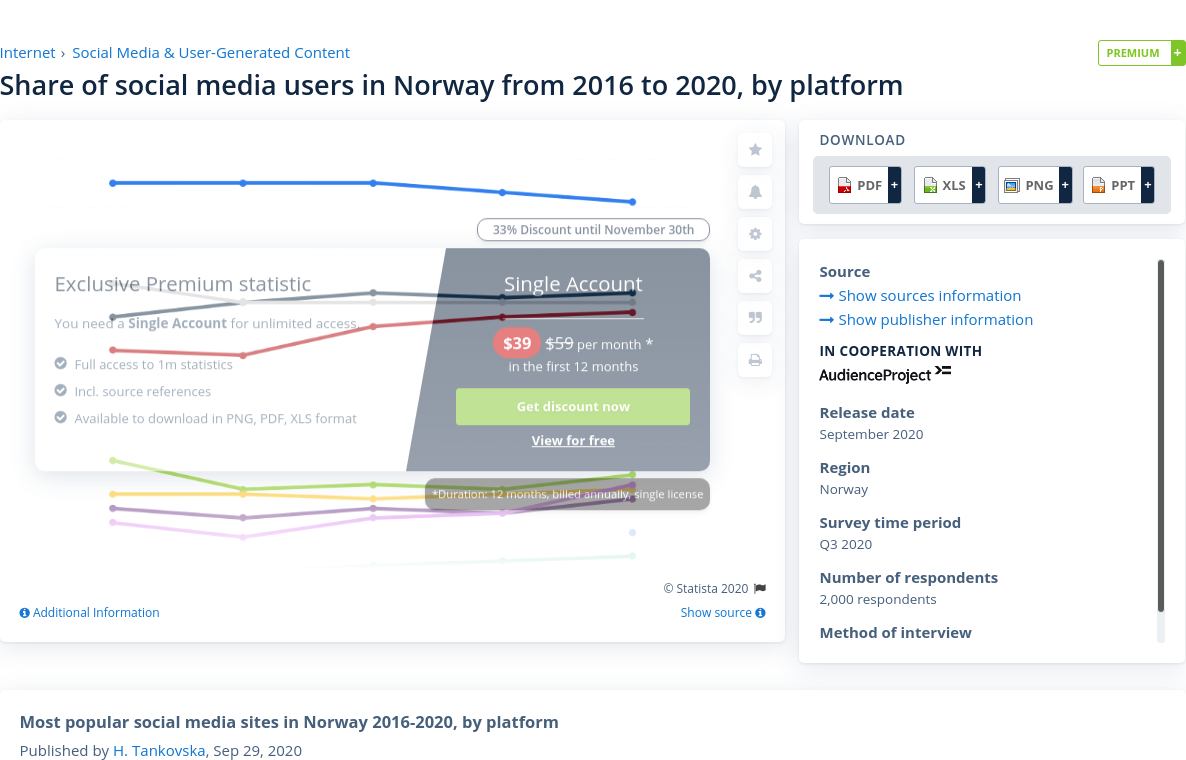 Internet › Social Media & User-Generated Content
PREMIUM +
Share of social media users in Norway from 2016 to 2020, by platform
33% Discount until November 30th
Exclusive Premium statistic
You need a Single Account for unlimited access.
Full access to 1m statistics
Incl. source references
Available to download in PNG, PDF, XLS format
Single Account
$39 $59 per month *
in the first 12 months
Get discount now
View for free
*Duration: 12 months, billed annually, single license
© Statista 2020
Additional Information
Show source
DOWNLOAD
PDF + XLS + PNG + PPT +
Source
Show sources information
Show publisher information
IN COOPERATION WITH
AudienceProject
Release date
September 2020
Region
Norway
Survey time period
Q3 2020
Number of respondents
2,000 respondents
Method of interview
Most popular social media sites in Norway 2016-2020, by platform
Published by H. Tankovska, Sep 29, 2020